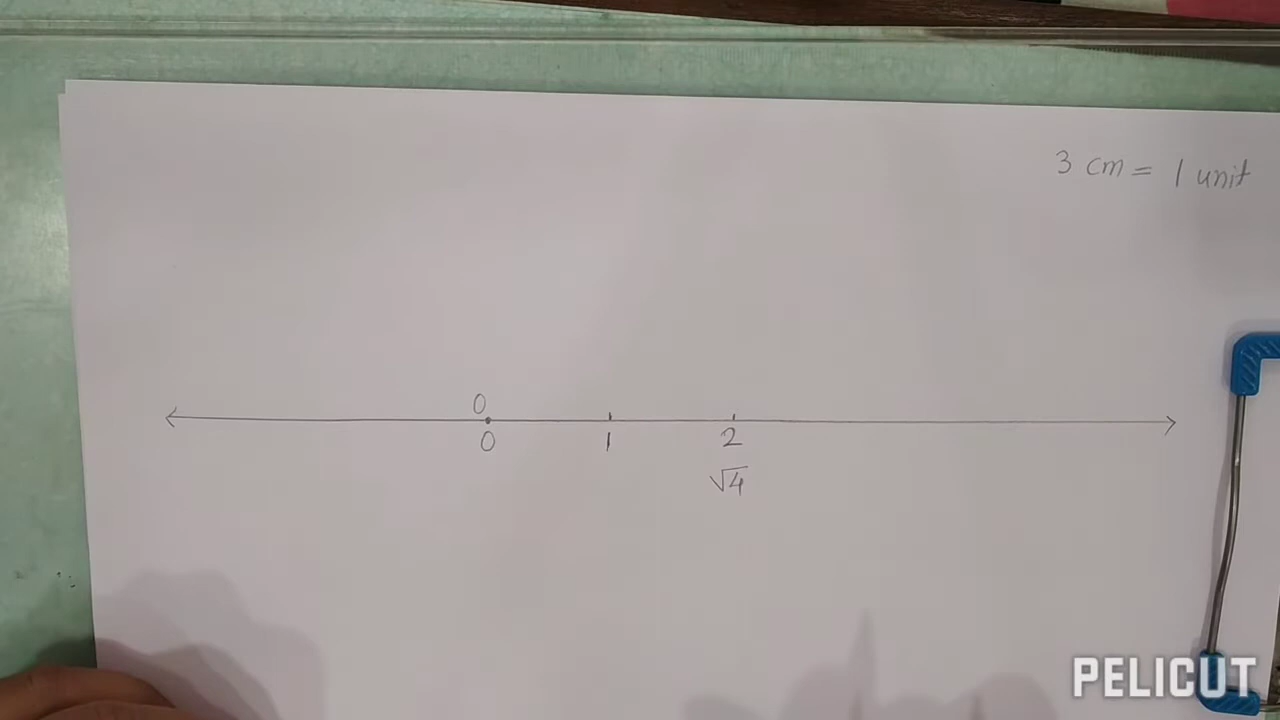 3 cm = 1 unit
0
0 1 2
√4
PELICUT